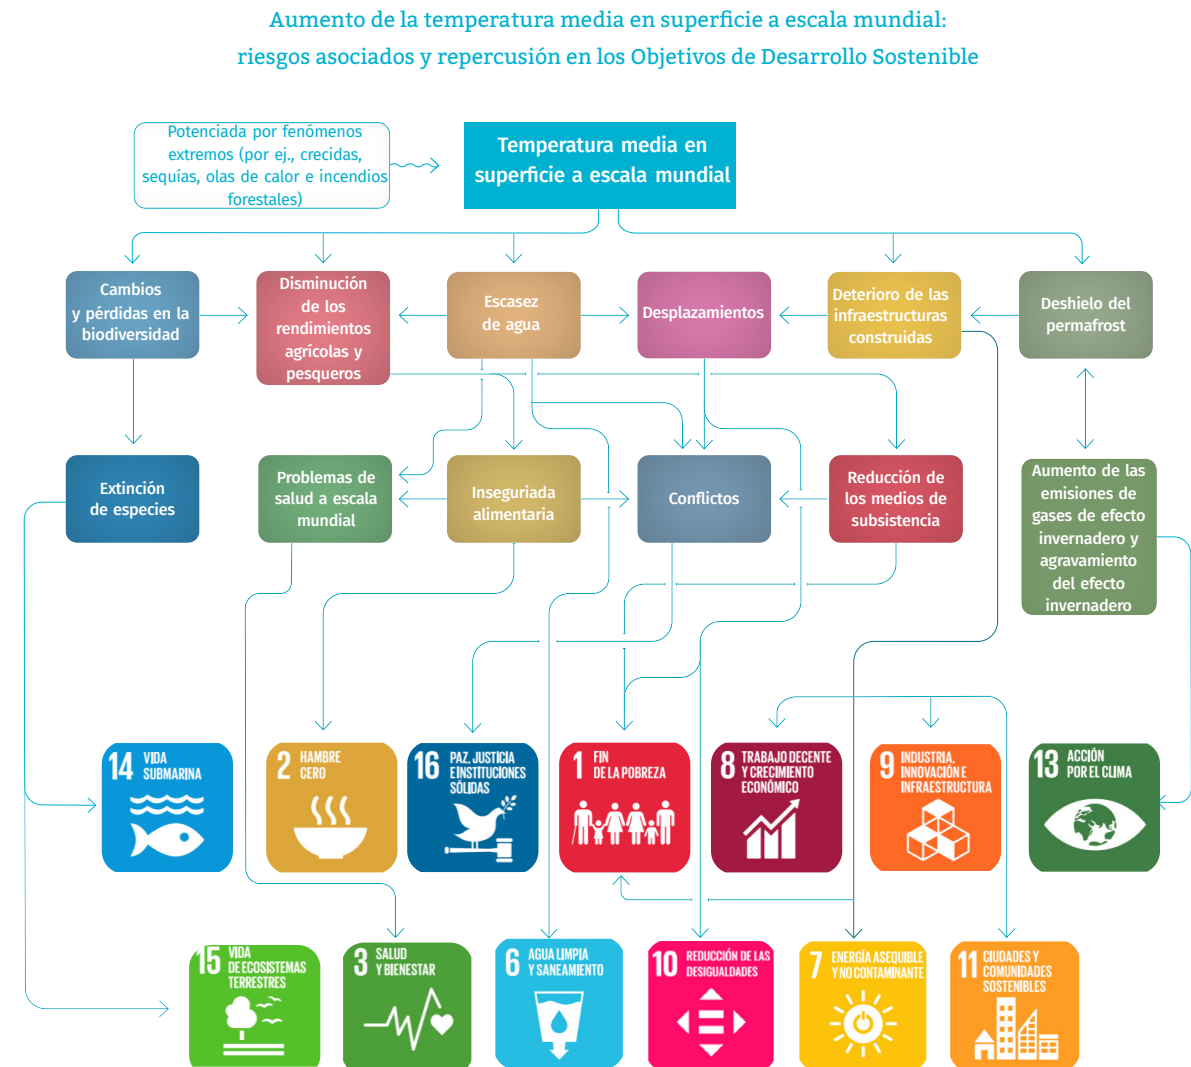 Aumento de la temperatura media en superficie a escala mundial:
riesgos asociados y repercusión en los Objetivos de Desarrollo Sostenible
Potenciada por fenómenos
extremos (por ej., crecidas,
sequías, olas de calor e incendios
forestales)
Temperatura media en
superficie a escala mundial
Cambios
y pérdidas en la
biodiversidad
Disminución
de los
rendimientos
agrícolas y
pesqueros
Escasez
de agua
Desplazamientos
Deterioro de las
infraestructuras
construidas
Deshielo del
permafrost
Extinción
de especies
Problemas de
salud a escala
mundial
Inseguriada
alimentaria
Conflictos
Reducción de
los medios de
subsistencia
Aumento de las
emisiones de
gases de efecto
invernadero y
agravamiento
del efecto
invernadero
14 VIDA
SUBMARINA
2 HAMBRE
CERO
16 PAZ, JUSTICIA
E INSTITUCIONES
SÓLIDAS
1 FIN
DE LA POBREZA
8 TRABAJO DECENTE
Y CRECIMIENTO
ECONÓMICO
9 INDUSTRIA,
INNOVACIÓN E
INFRAESTRUCTURA
13 ACCIÓN
POR EL CLIMA
15 VIDA
DE ECOSISTEMAS
TERRESTRES
3 SALUD
Y BIENESTAR
6 AGUA LIMPIA
Y SANEAMIENTO
10 REDUCCIÓN DE LAS
DESIGUALDADES
7 ENERGÍA ASEQUIBLE
Y NO CONTAMINANTE
11 CIUDADES Y
COMUNIDADES
SOSTENIBLES